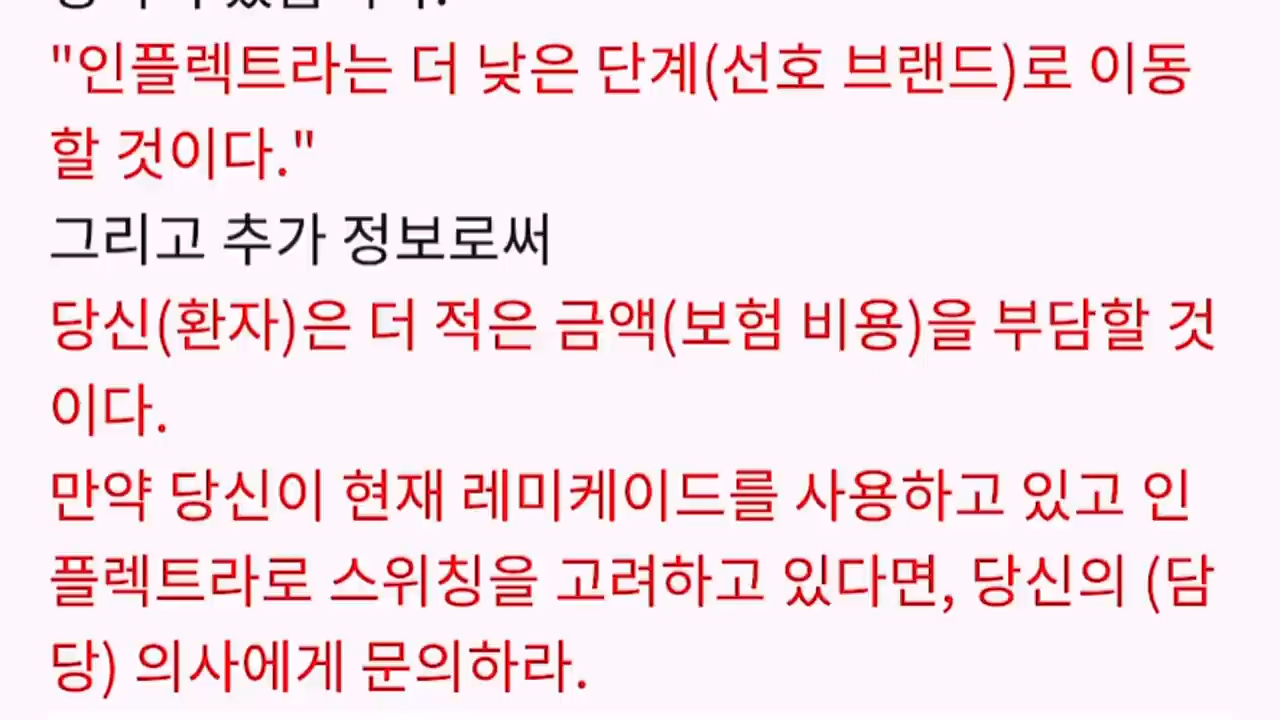 "인플렉트라는 더 낮은 단계(선호 브랜드)로 이동
할 것이다."
그리고 추가 정보로써
당신(환자)은 더 적은 금액(보험 비용)을 부담할 것
이다.
만약 당신이 현재 레미케이드를 사용하고 있고 인
플렉트라로 스위칭을 고려하고 있다면, 당신의 (담
당) 의사에게 문의하라.